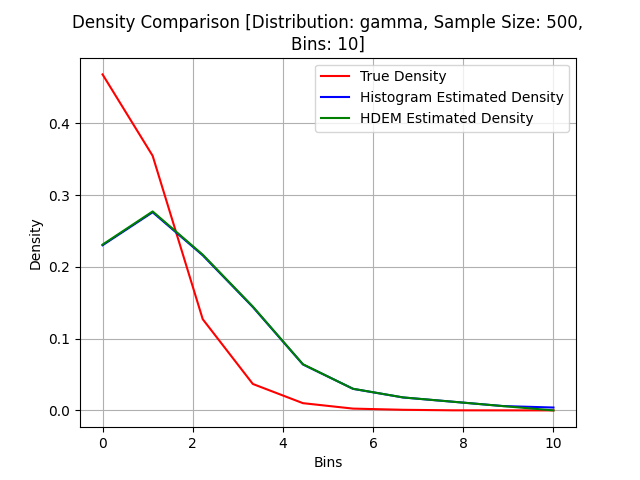 Density Comparison [Distribution: gamma, Sample Size: 500,
Bins: 10]
True Density
Histogram Estimated Density
HDEM Estimated Density
Density
0.4
0.3
0.2
0.1
0.0
0 2 4 6 8 10
Bins